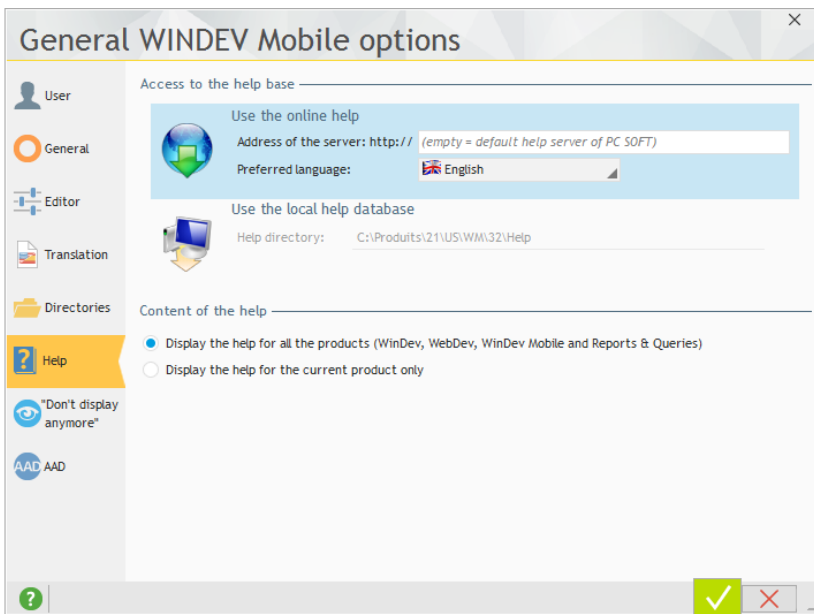 General WINDEV Mobile options
User
General
Editor
Translation
Directories
Help
"Don't display
anymore"
AAD AAD
Access to the help base
Use the online help
Address of the server: http:// (empty = default help server of PC SOFT)
Preferred language: English
Use the local help database
Help directory: C:\Produits\21\US\WM\32\Help
Content of the help
Display the help for all the products (WinDev, WebDev, WinDev Mobile and Reports & Queries)
Display the help for the current product only